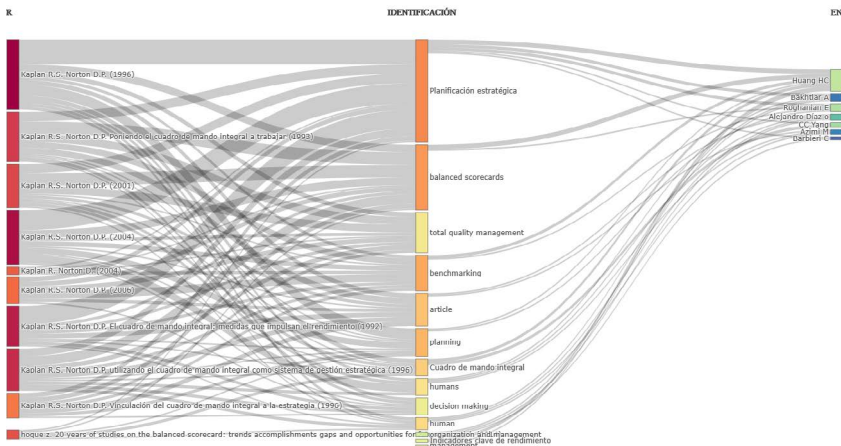 R
IDENTIFICACIÓN
EN
Kaplan R.S. Norton D.P. (1996)
Kaplan R.S. Norton D.P. Poniendo el cuadro de mando integral a trabajar (1993)
Kaplan R.S. Norton D.P. (2001)
Kaplan R.S. Norton D.P. (2004)
Kaplan R. Norton D. (2004)
Kaplan R.S. Norton D.P. (2006)
Kaplan R.S. Norton D.P. El cuadro de mando integral: medidas que impulsan el rendimiento (1992)
Kaplan R.S. Norton D.P. utilizando el cuadro de mando integral como sistema de gestión estratégica (1996)
Kaplan R.S. Norton D.P. Vinculación del cuadro de mando integral a la estrategia (1996)
hoque z. 20 years of studies on the balanced scorecard: trends accomplishments gaps and opportunities for
Planificación estratégica
balanced scorecards
total quality management
benchmarking
article
planning
Cuadro de mando integral
humans
decision making
human
organization and management
Indicadores clave de rendimiento
management
Huang HC
Bakhtiar A
Roghanian E
Alejandro Díaz o
CC Yang
Azimi M
Barbieri C